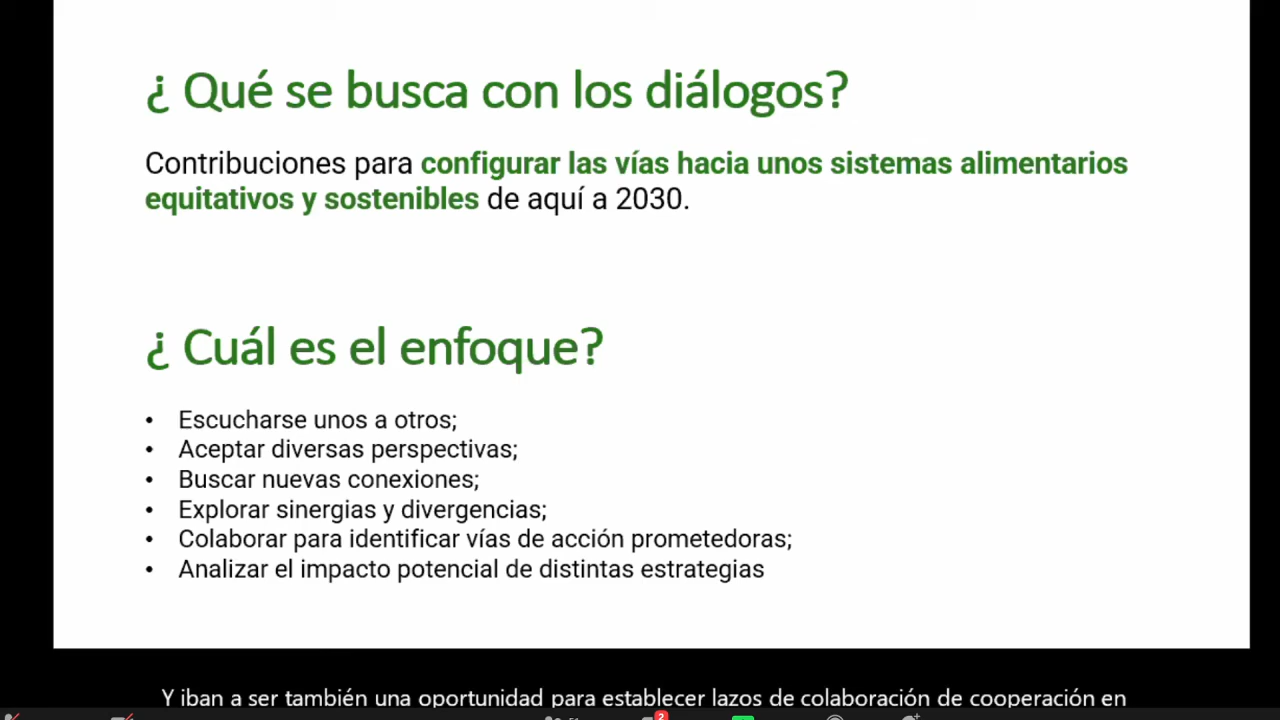 ¿ Qué se busca con los diálogos?
Contribuciones para configurar las vías hacia unos sistemas alimentarios
equitativos y sostenibles de aquí a 2030.
¿ Cuál es el enfoque?
• Escucharse unos a otros;
• Aceptar diversas perspectivas;
• Buscar nuevas conexiones;
• Explorar sinergias y divergencias;
• Colaborar para identificar vías de acción prometedoras;
• Analizar el impacto potencial de distintas estrategias
Y iban a ser también una oportunidad para establecer lazos de colaboración de cooperación en
2